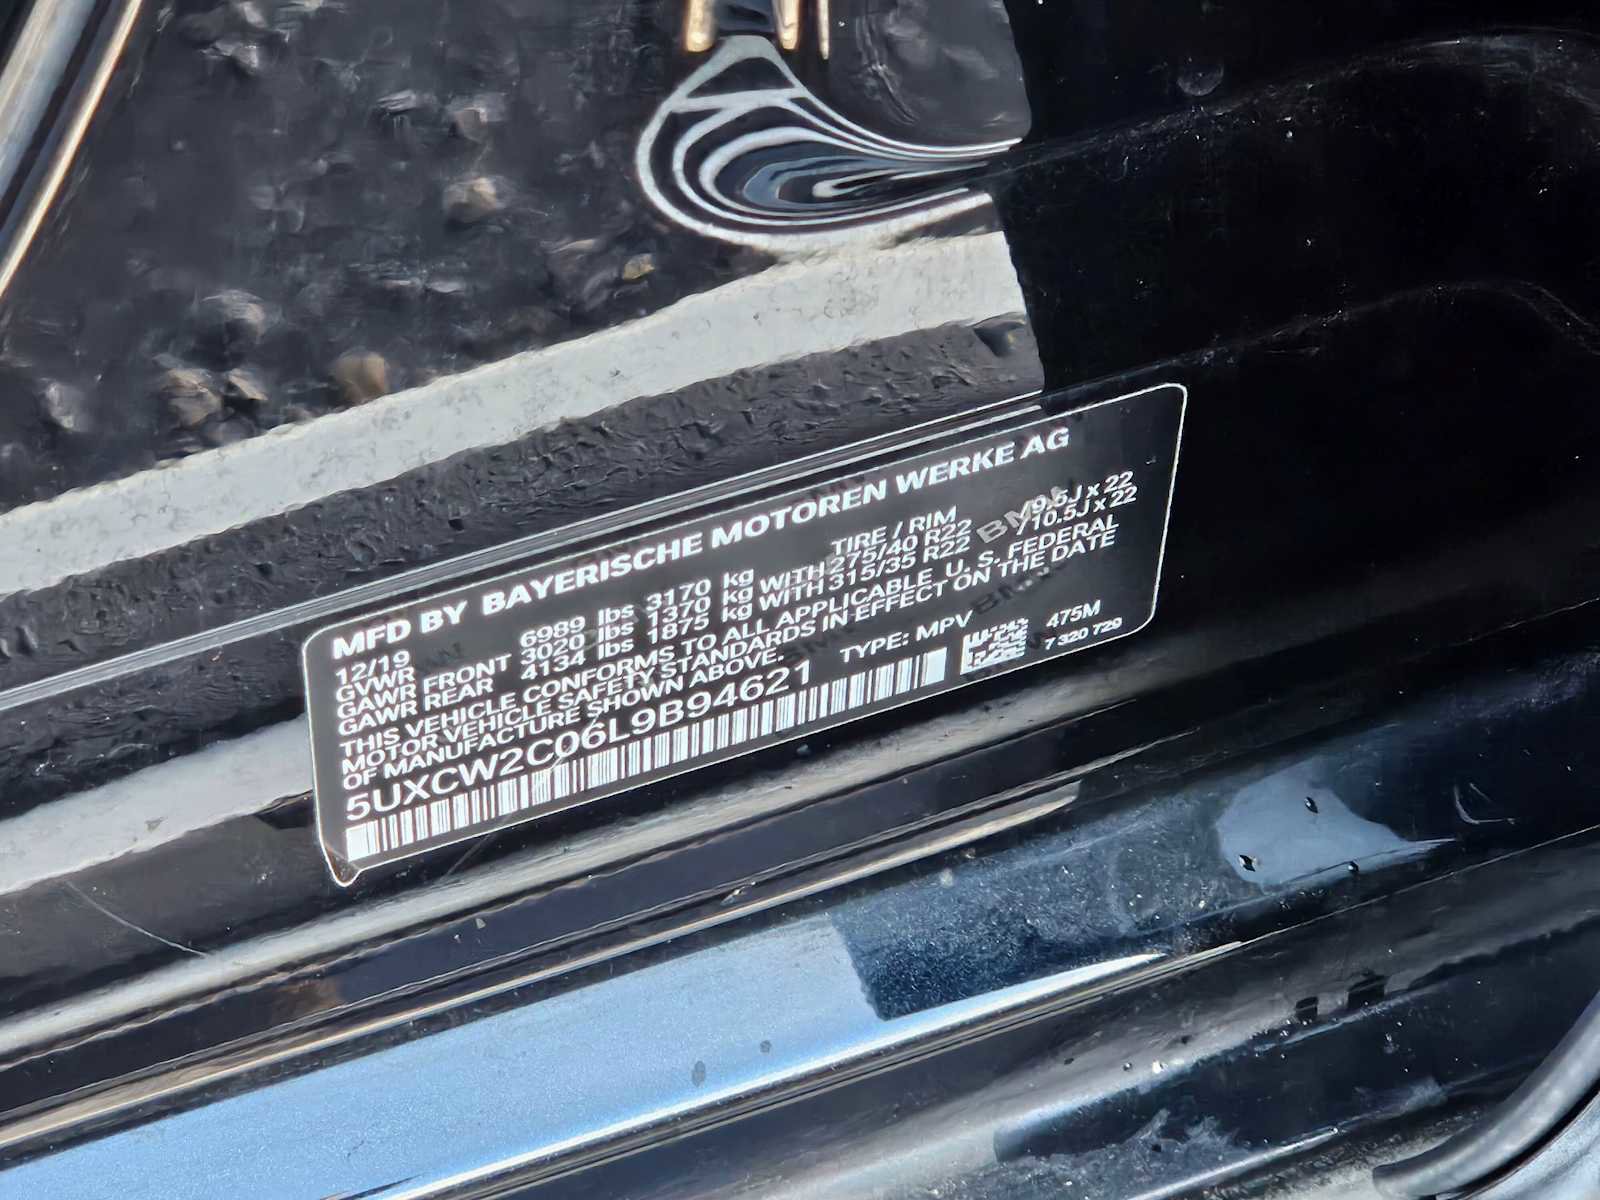 MFD BY BAYERISCHE MOTOREN WERKE AG
12/19 TIRE / RIM
GVWR 6989 lbs 3170 kg
GAWR FRONT 3020 lbs 1370 kg WITH 275/40 R22 /9.5J x 22
GAWR REAR 4134 lbs 1875 kg WITH 315/35 R22 /10.5J x 22
THIS VEHICLE CONFORMS TO ALL APPLICABLE U. S. FEDERAL
MOTOR VEHICLE SAFETY STANDARDS IN EFFECT ON THE DATE
OF MANUFACTURE SHOWN ABOVE.
5UXCW2C06L9B94621 TYPE: MPV
475M
7 320 729